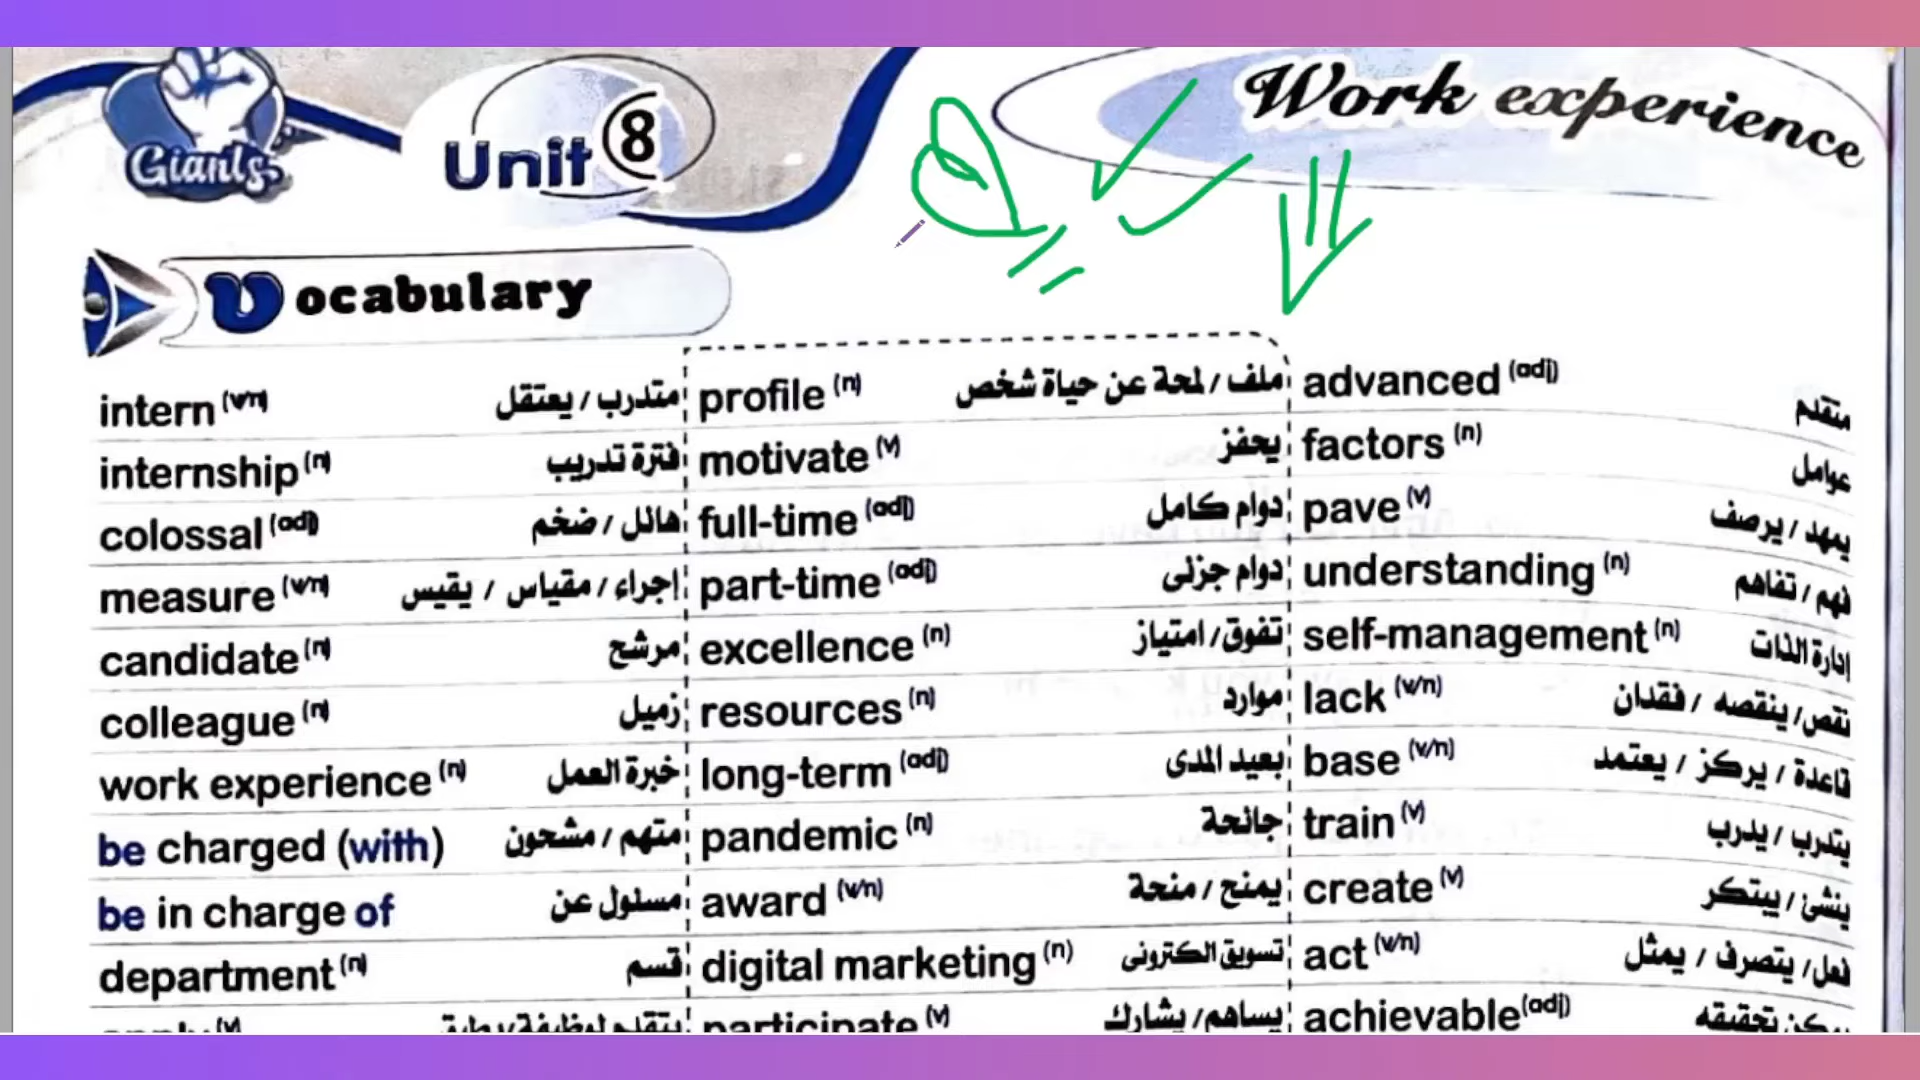 Giants
Unit 8
Work experience
Vocabulary
intern (v/n) متدرب / يعتقل
internship (n) فترة تدريب
colossal (adj) هائل / ضخم
measure (v/n) إجراء / مقياس / يقيس
candidate (n) مرشح
colleague (n) زميل
work experience (n) خبرة العمل
be charged (with) متهم / مشحون
be in charge of مسئول عن
department (n) قسم
apply (v)
profile (n) ملف / لمحة عن حياة شخص
motivate (v) يحفز
full-time (adj) دوام كامل
part-time (adj) دوام جزئى
excellence (n) تفوق / امتياز
resources (n) موارد
long-term (adj) بعيد المدى
pandemic (n) جائحة
award (v/n) يمنح / منحة
digital marketing (n) تسويق الكترونى
participate (v) يساهم / يشارك
advanced (adj) متقدم
factors (n) عوامل
pave (v) يمهد / يرصف
understanding (n) فهم / تفاهم
self-management (n) إدارة الذات
lack (v/n) نقص / ينقصه / فقدان
base (v/n) قاعدة / يركز / يعتمد
train (v) يتدرب / يدرب
create (v) ينشئ / يبتكر
act (v/n) فعل / يتصرف / يمثل
achievable (adj) يمكن تحقيقه